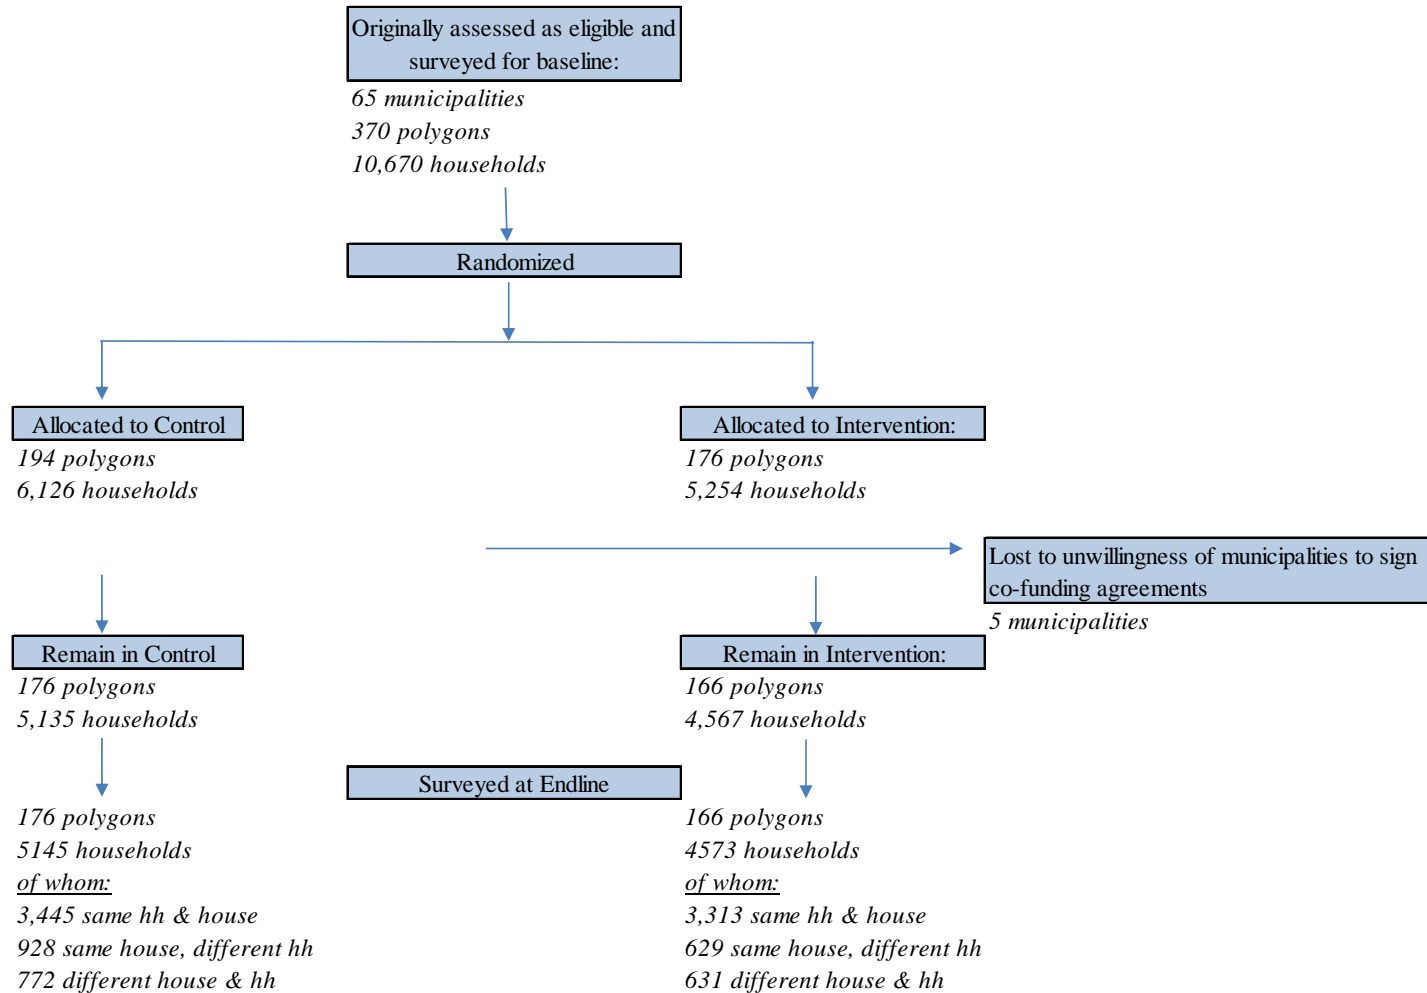 Originally assessed as eligible and
surveyed for baseline:
65 municipalities
370 polygons
10,670 households
Randomized
Allocated to Control
194 polygons
6,126 households
Allocated to Intervention:
176 polygons
5,254 households
Lost to unwillingness of municipalities to sign
co-funding agreements
5 municipalities
Remain in Control
176 polygons
5,135 households
Remain in Intervention:
166 polygons
4,567 households
Surveyed at Endline
176 polygons
5145 households
of whom:
3,445 same hh & house
928 same house, different hh
772 different house & hh
166 polygons
4573 households
of whom:
3,313 same hh & house
629 same house, different hh
631 different house & hh